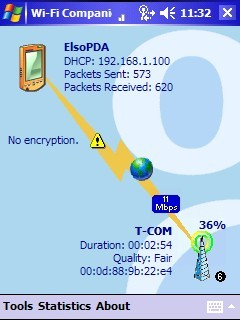 Wi-Fi Compani 11:32
ElsoPDA
DHCP: 192.168.1.100
Packets Sent: 573
Packets Received: 620
No encryption.
11
Mbps
T-COM 36%
Duration: 00:02:54
Quality: Fair
00:0d:88:9b:22:e4
6
Tools Statistics About